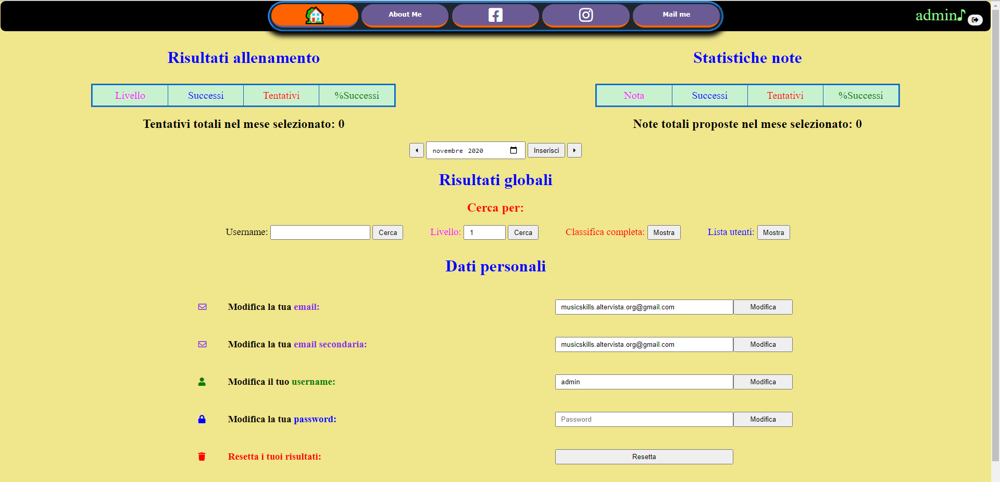 About Me
Mail me
admin♪
Risultati allenamento
Statistiche note
Livello Successi Tentativi %Successi
Nota Successi Tentativi %Successi
Tentativi totali nel mese selezionato: 0
Note totali proposte nel mese selezionato: 0
novembre 2020 Inserisci
Risultati globali
Cerca per:
Username: Cerca Livello: 1 Cerca Classifica completa: Mostra Lista utenti: Mostra
Dati personali
Modifica la tua email: musicskills.altervista.org@gmail.com Modifica
Modifica la tua email secondaria: musicskills.altervista.org@gmail.com Modifica
Modifica il tuo username: admin Modifica
Modifica la tua password: Password Modifica
Resetta i tuoi risultati: Resetta